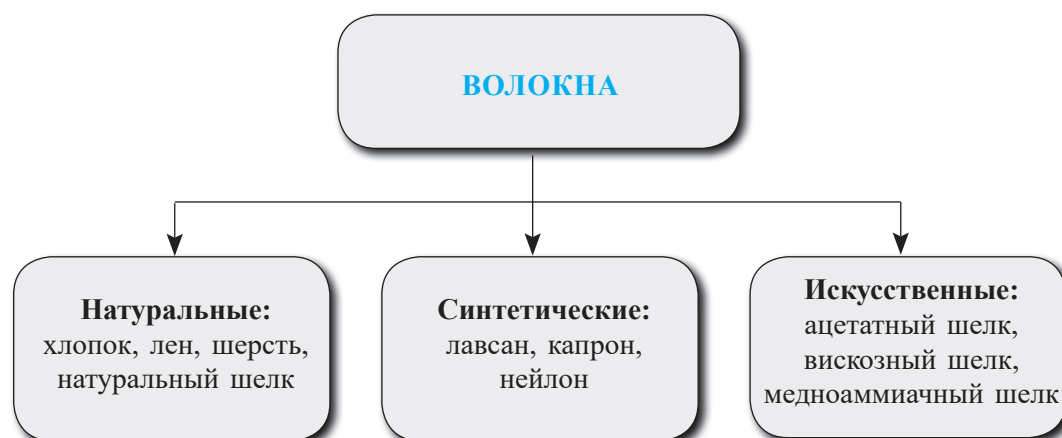 ВОЛОКНА
Натуральные:
хлопок, лен, шерсть,
натуральный шелк
Синтетические:
лавсан, капрон,
нейлон
Искусственные:
ацетатный шелк,
вискозный шелк,
медноаммиачный шелк